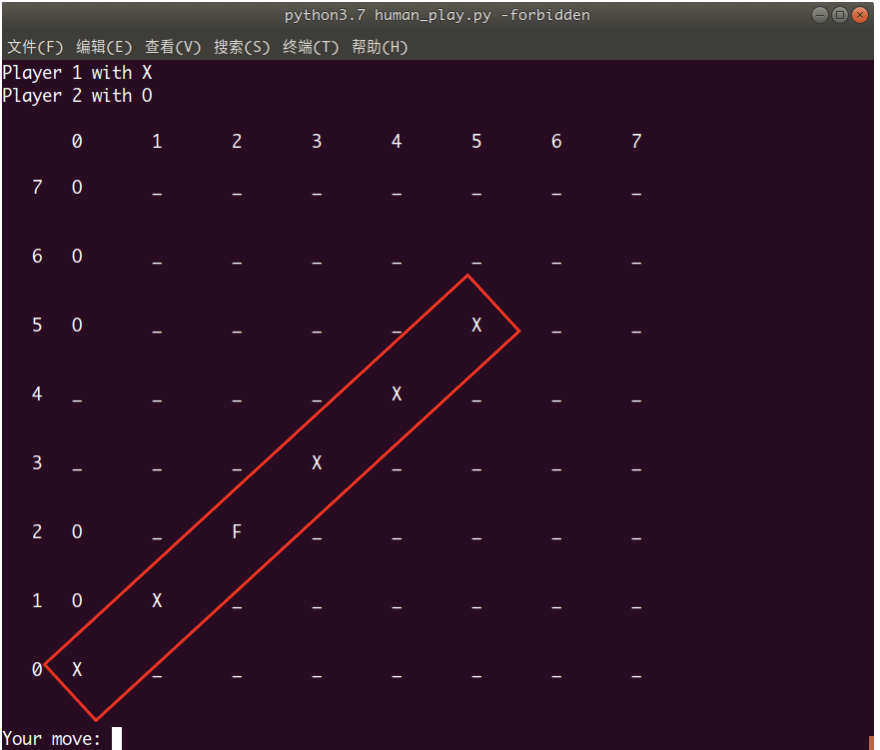 python3.7 human_play.py -forbidden
文件(F) 编辑(E) 查看(V) 搜索(S) 终端(T) 帮助(H)
Player 1 with X
Player 2 with O
0 1 2 3 4 5 6 7
7 O _ _ _ _ _ _ _
6 O _ _ _ _ _ _ _
5 O _ _ _ _ X _ _
4 _ _ _ _ X _ _ _
3 _ _ _ X _ _ _ _
2 O _ F _ _ _ _ _
1 O X _ _ _ _ _ _
0 X _ _ _ _ _ _ _
Your move: